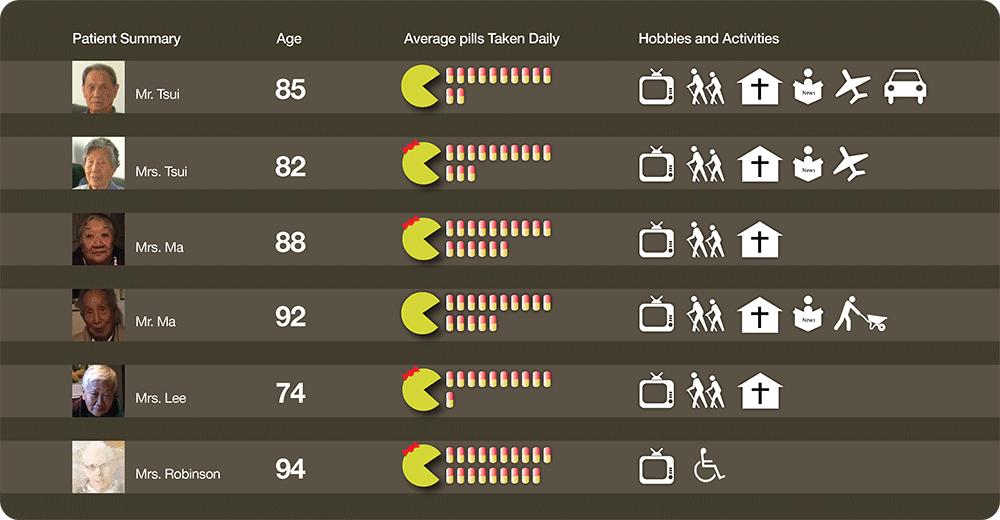 Patient Summary Age Average pills Taken Daily Hobbies and Activities
Mr. Tsui 85 News
Mrs. Tsui 82 News
Mrs. Ma 88
Mr. Ma 92 News
Mrs. Lee 74
Mrs. Robinson 94